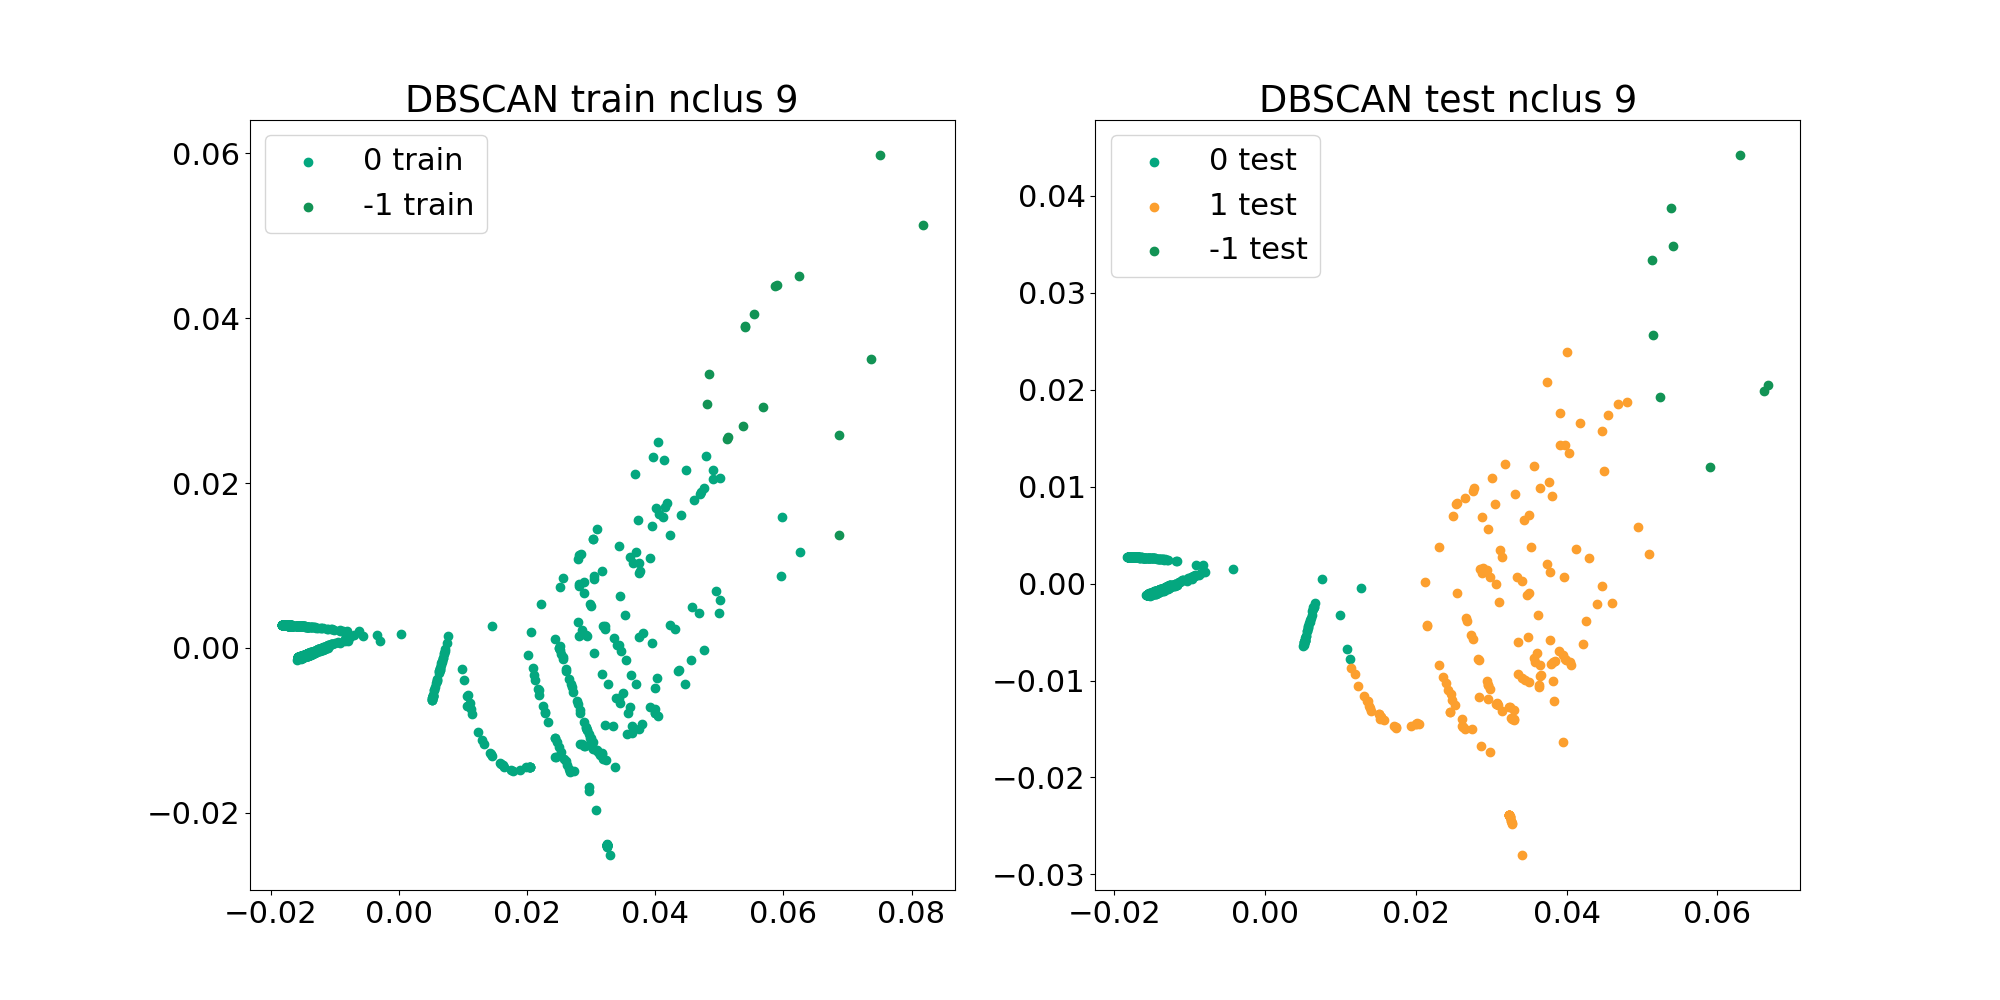 DBSCAN train nclus 9
0 train
-1 train
0.06
0.04
0.02
0.00
−0.02
−0.02 0.00 0.02 0.04 0.06 0.08
DBSCAN test nclus 9
0 test
1 test
-1 test
0.04
0.03
0.02
0.01
0.00
−0.01
−0.02
−0.03
−0.02 0.00 0.02 0.04 0.06